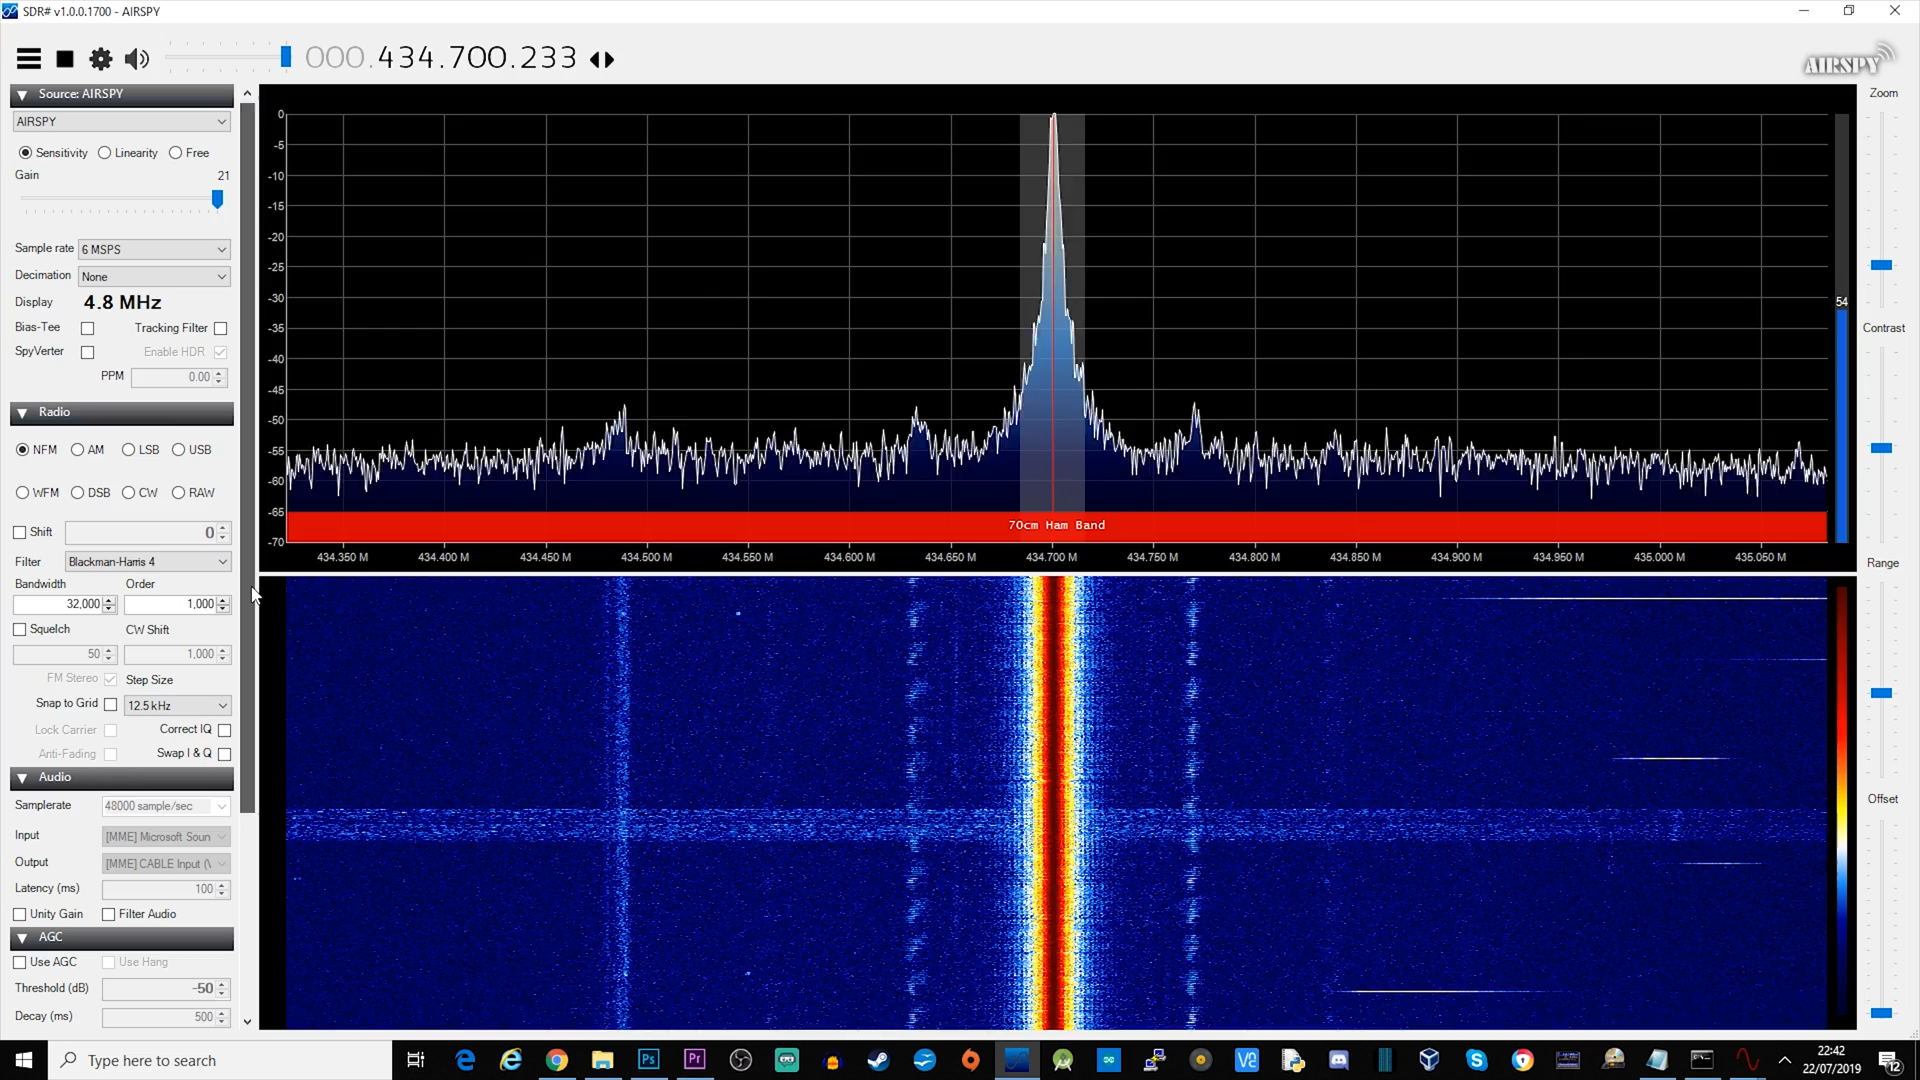 SDR# v1.0.0.1700 - AIRSPY
000.434.700.233
AIRSPY
Source: AIRSPY
AIRSPY
Sensitivity Linearity Free
Gain 21
Sample rate 6 MSPS
Decimation None
Display 4.8 MHz
Bias-Tee Tracking Filter
SpyVerter Enable HDR
PPM 0.00
Radio
NFM AM LSB USB
WFM DSB CW RAW
Shift 0
Filter Blackman-Harris 4
Bandwidth Order
32,000 1,000
Squelch CW Shift
50 1,000
FM Stereo Step Size
Snap to Grid 12.5 kHz
Lock Carrier Correct IQ
Anti-Fading Swap I & Q
Audio
Samplerate 48000 sample/sec
Input [MME] Microsoft Soun
Output [MME] CABLE Input (V
Latency (ms) 100
Unity Gain Filter Audio
AGC
Use AGC Use Hang
Threshold (dB) -50
Decay (ms) 500
0
-5
-10
-15
-20
-25
-30
-35
-40
-45
-50
-55
-60
-65
-70
70cm Ham Band
434.350 M 434.400 M 434.450 M 434.500 M 434.550 M 434.600 M 434.650 M 434.700 M 434.750 M 434.800 M 434.850 M 434.900 M 434.950 M 435.000 M 435.050 M
54
Zoom
Contrast
Range
Offset
Type here to search
22:42
22/07/2019
12